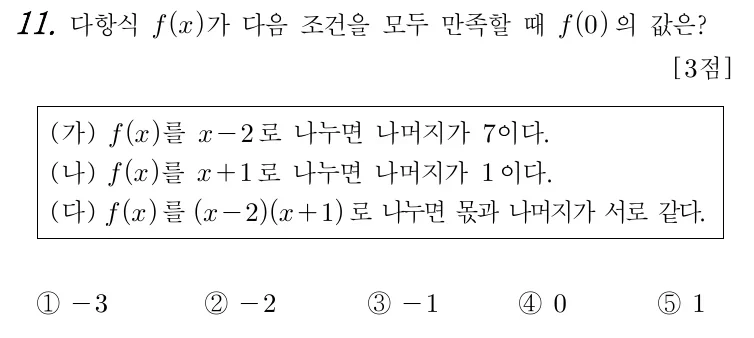 11. 다항식 f(x)가 다음 조건을 모두 만족할 때 f(0)의 값은?
[3점]
(가) f(x)를 x-2로 나누면 나머지가 7이다.
(나) f(x)를 x+1로 나누면 나머지가 1이다.
(다) f(x)를 (x-2)(x+1)로 나누면 몫과 나머지가 서로 같다.
① -3 ② -2 ③ -1 ④ 0 ⑤ 1